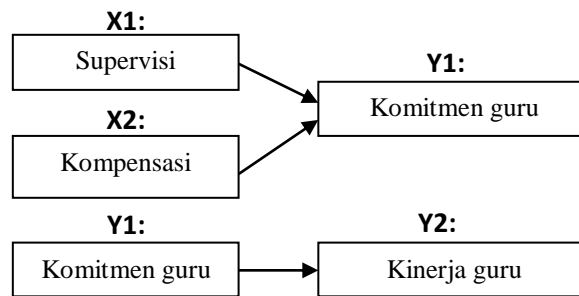 X1:
Supervisi
Y1:
Komitmen guru
X2:
Kompensasi
Y1:
Komitmen guru
Y2:
Kinerja guru